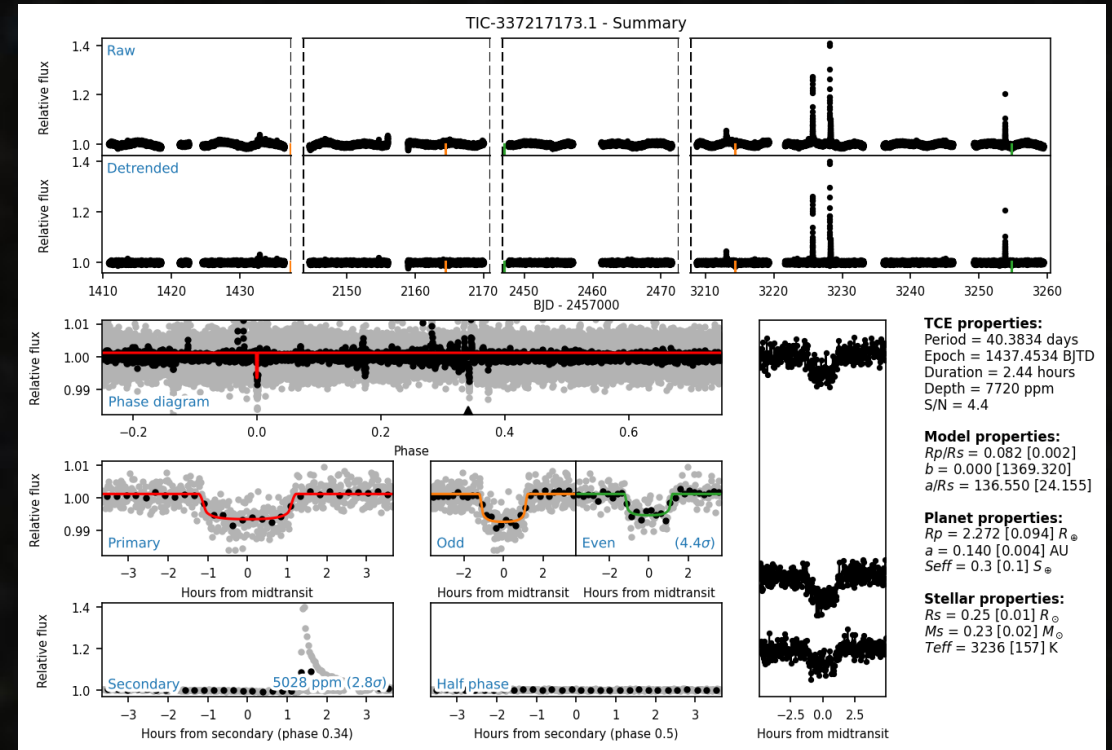 TIC-337217173.1 - Summary
Raw
Relative flux
1.4
1.2
1.0
Detrended
Relative flux
1.4
1.2
1.0
1410 1420 1430 2150 2160 2170 2450 2460 2470 3210 3220 3230 3240 3250 3260
BJD - 2457000
Relative flux
1.01
1.00
0.99
Phase diagram
−0.2 0.0 0.2 0.4 0.6
Phase
Relative flux
1.01
1.00
0.99
Primary
−3 −2 −1 0 1 2 3
Hours from midtransit
Odd
−2 0 2
Hours from midtransit
Even (4.4σ)
−2 0 2
Hours from midtransit
Relative flux
1.4
1.2
1.0
Secondary 5028 ppm (2.8σ)
−3 −2 −1 0 1 2 3
Hours from secondary (phase 0.34)
Half phase
−3 −2 −1 0 1 2 3
Hours from secondary (phase 0.5)
−2.5 0.0 2.5
Hours from midtransit
TCE properties:
Period = 40.3834 days
Epoch = 1437.4534 BJTD
Duration = 2.44 hours
Depth = 7720 ppm
S/N = 4.4
Model properties:
Rp/Rs = 0.082 [0.002]
b = 0.000 [1369.320]
a/Rs = 136.550 [24.155]
Planet properties:
Rp = 2.272 [0.094] R⊕
a = 0.140 [0.004] AU
Seff = 0.3 [0.1] S⊕
Stellar properties:
Rs = 0.25 [0.01] R⊙
Ms = 0.23 [0.02] M⊙
Teff = 3236 [157] K